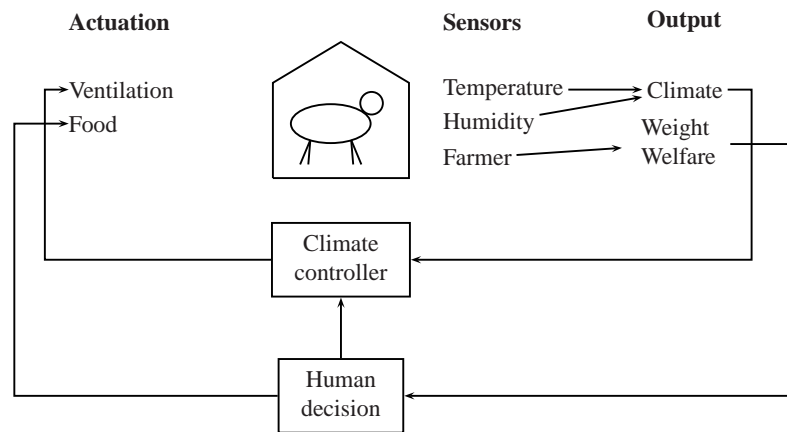 Actuation
Sensors
Output
Ventilation
Food
Temperature
Humidity
Farmer
Climate
Weight
Welfare
Climate
controller
Human
decision